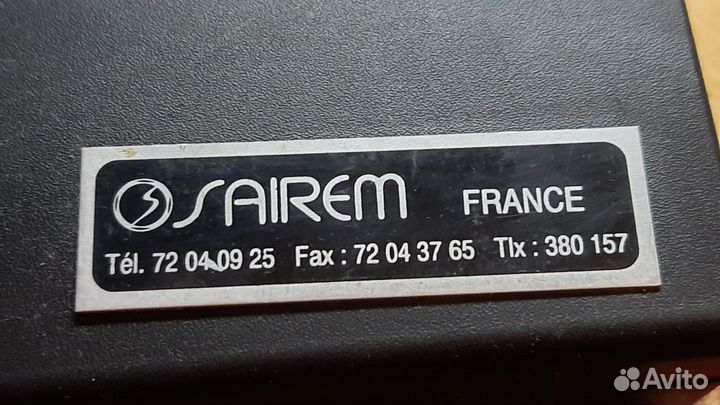 SAIREM FRANCE
Tél. 72 04 09 25 Fax : 72 04 37 65 Tlx : 380 157
Avito